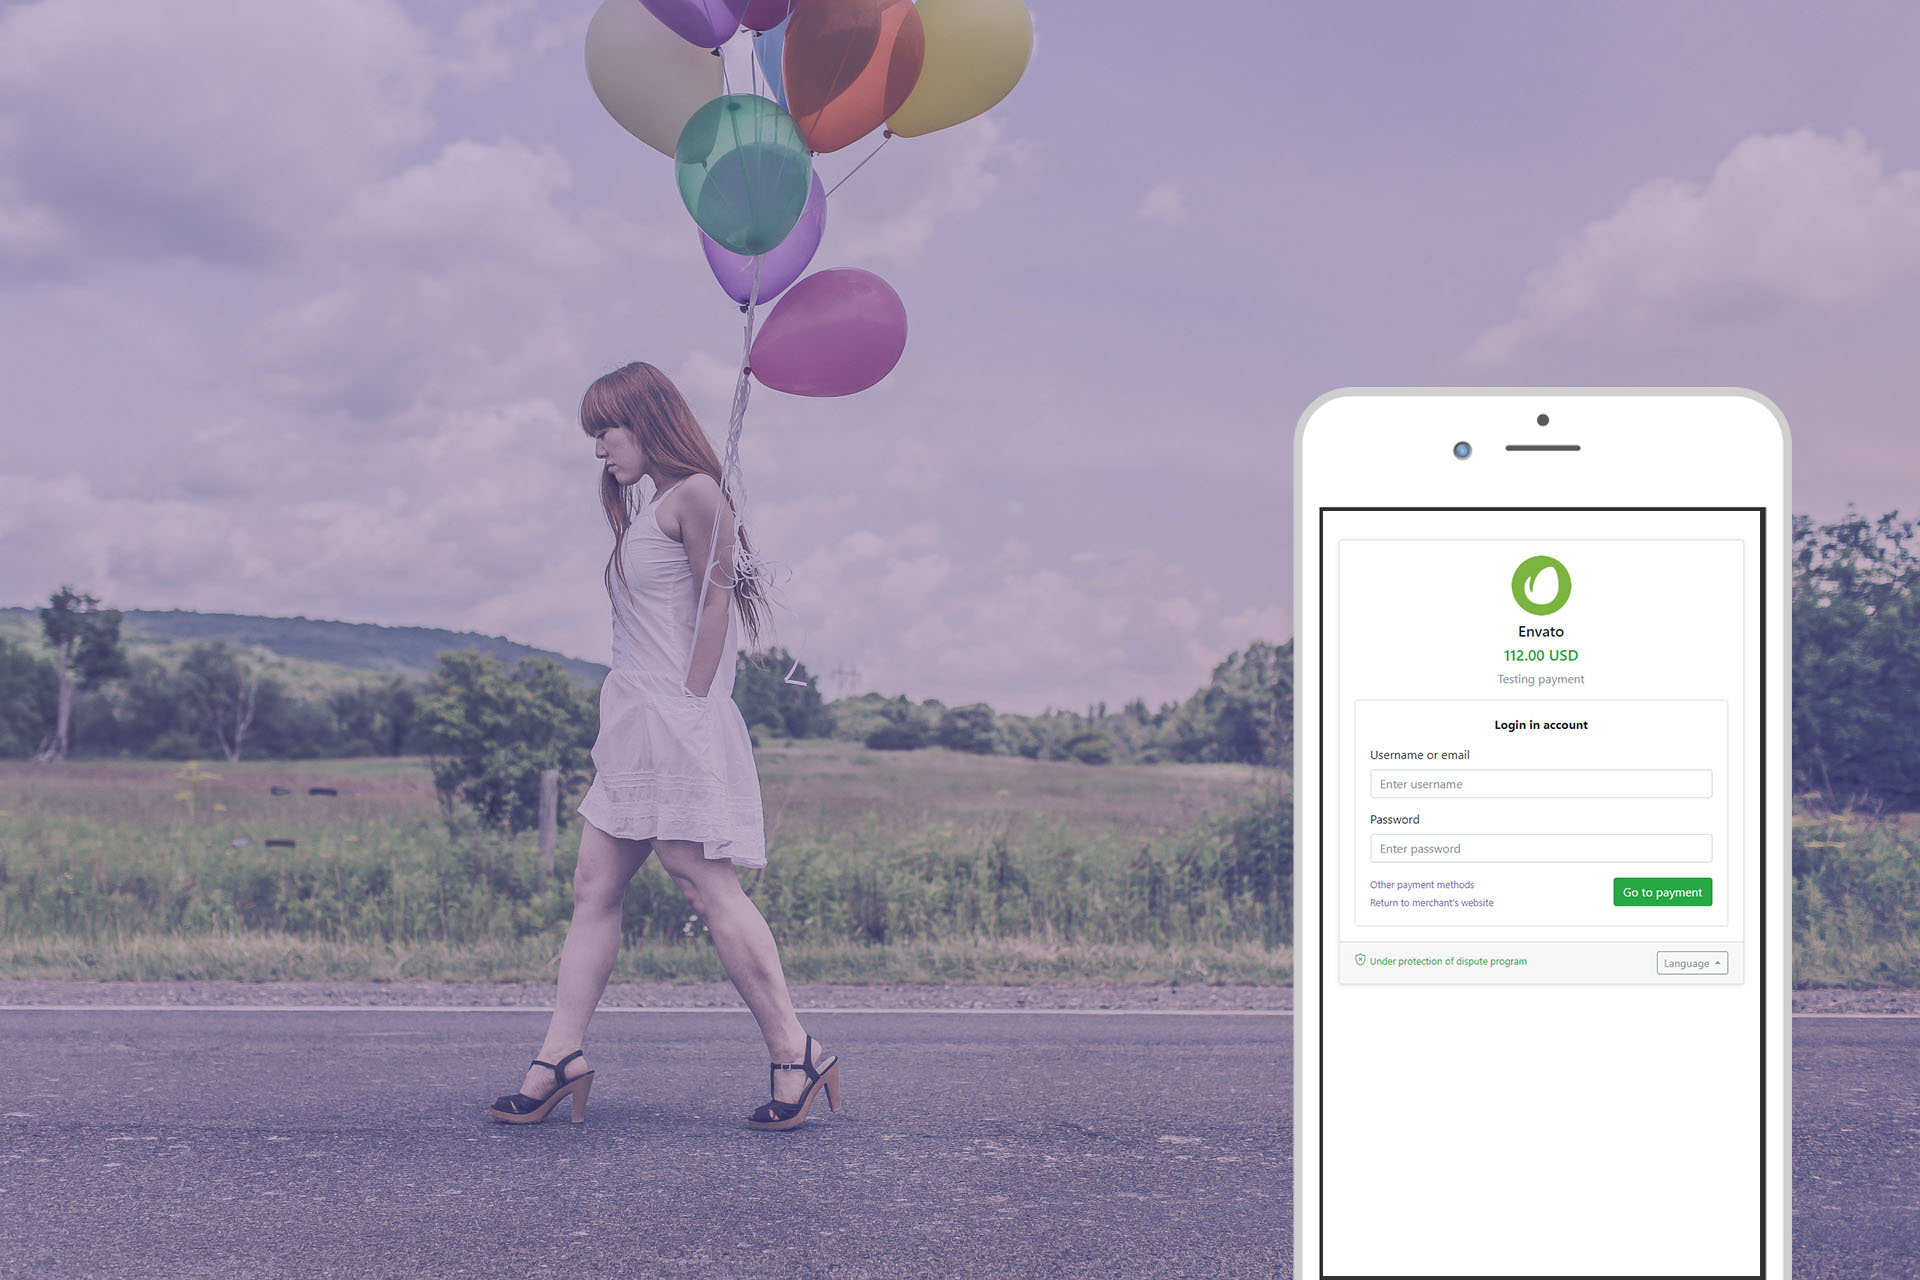 Envato
112.00 USD
Testing payment
Login in account
Username or email
Enter username
Password
Enter password
Other payment methods
Go to payment
Return to merchant's website
Under protection of dispute program
Language